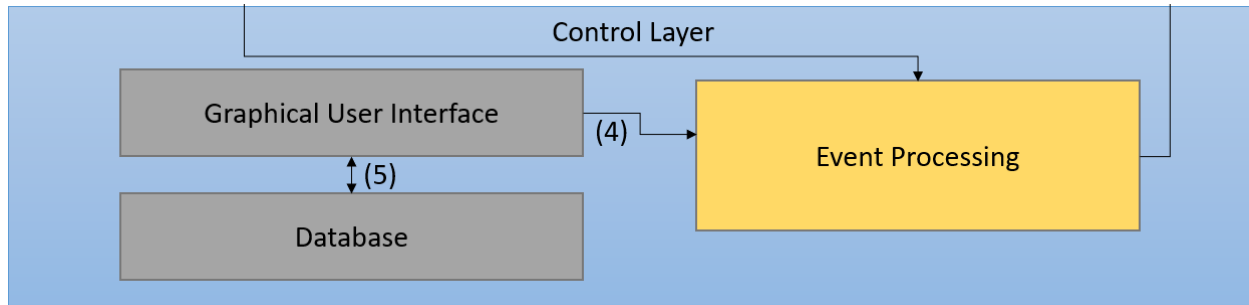 Control Layer
Graphical User Interface
(4)
Event Processing
(5)
Database